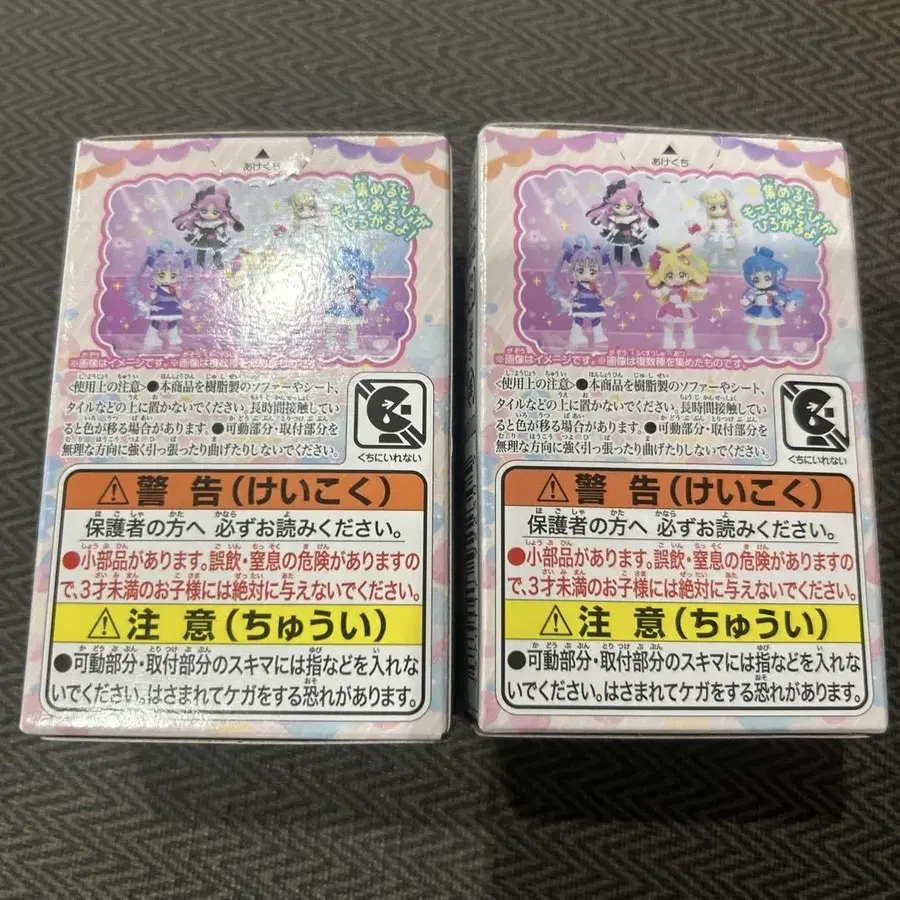 あけくち
集めると
もっとあそびが
ひろがるよ!
※画像はイメージです。※画像は複数種を集めたものです。
<使用上の注意>●本商品を樹脂製のソファーやシート、
タイルなどの上に置かないでください。長時間接触してい
ると色が移る場合があります。●可動部分・取付部分を
無理な方向に強く引っ張ったり曲げたりしないでください。
くちにいれない
警告(けいこく)
保護者の方へ 必ずお読みください。
●小部品があります。誤飲・窒息の危険がありますの
で、3才未満のお子様には絶対に与えないでください。
注意(ちゅうい)
●可動部分・取付部分のスキマには指などを入れな
いでください。はさまれてケガをする恐れがあります。
あけくち
集めると
もっとあそびが
ひろがるよ!
※画像はイメージです。※画像は複数種を集めたものです。
<使用上の注意>●本商品を樹脂製のソファーやシート、
タイルなどの上に置かないでください。長時間接触してい
ると色が移る場合があります。●可動部分・取付部分を
無理な方向に強く引っ張ったり曲げたりしないでください。
くちにいれない
警告(けいこく)
保護者の方へ 必ずお読みください。
●小部品があります。誤飲・窒息の危険がありますの
で、3才未満のお子様には絶対に与えないでください。
注意(ちゅうい)
●可動部分・取付部分のスキマには指などを入れな
いでください。はさまれてケガをする恐れがあります。